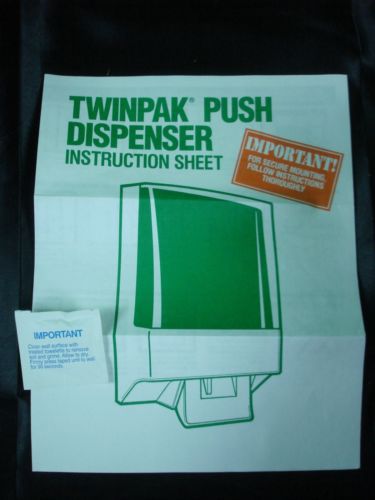 TWINPAK® PUSH
DISPENSER
INSTRUCTION SHEET
IMPORTANT!
FOR SECURE MOUNTING,
FOLLOW INSTRUCTIONS
THOROUGHLY
IMPORTANT
Clean wall surface with
treated towelette to remove
soil and grime. Allow to dry.
Firmly press taped unit to wall
for 30 seconds.